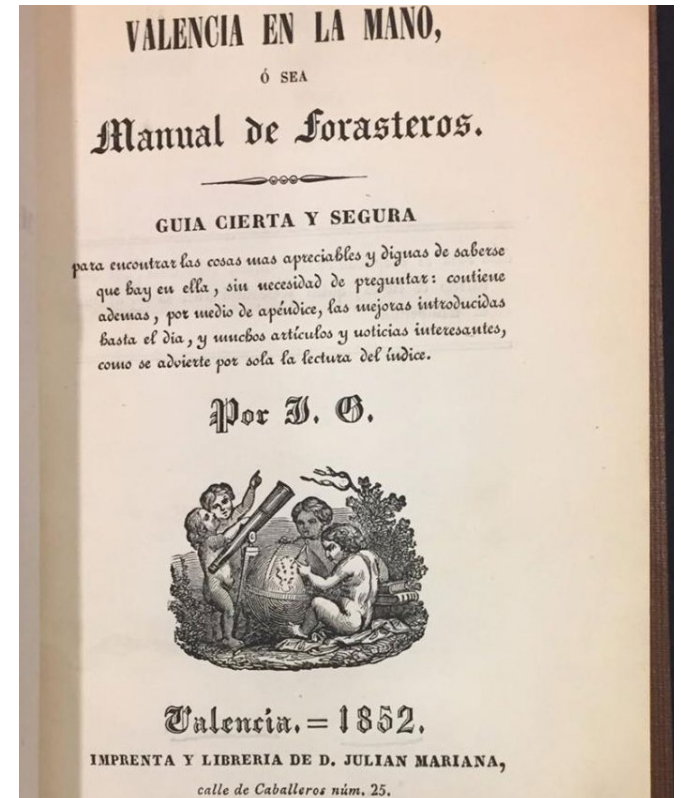 VALENCIA EN LA MANO,
Ó SEA
Manual de Forasteros.
GUIA CIERTA Y SEGURA
para encontrar las cosas mas apreciables y dignas de saberse
que hay en ella, sin necesidad de preguntar: contiene
ademas, por medio de apéndice, las mejoras introducidas
hasta el dia, y muchos artículos y noticias interesantes,
como se advierte por sola la lectura del índice.
Por J. G.
Valencia. = 1852.
IMPRENTA Y LIBRERIA DE D. JULIAN MARIANA,
calle de Caballeros núm. 25.